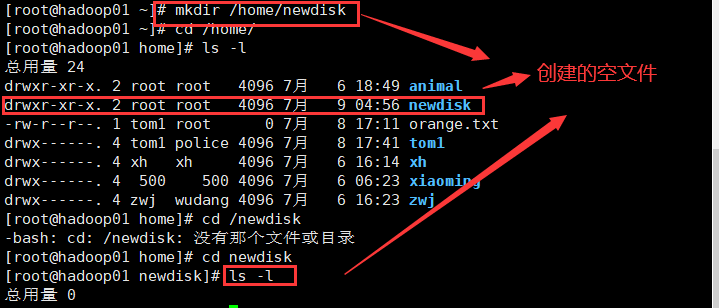 [root@hadoop01 ~]# mkdir /home/newdisk
[root@hadoop01 ~]# cd /home/
[root@hadoop01 home]# ls -l
总用量 24
drwxr-xr-x. 2 root root 4096 7月 6 18:49 animal
创建的空文件
drwxr-xr-x. 2 root root 4096 7月 9 04:56 newdisk
-rw-r--r--. 1 tom1 root 0 7月 8 17:11 orange.txt
drwx------. 4 tom1 police 4096 7月 8 17:41 tom1
drwx------. 4 xh xh 4096 7月 6 16:14 xh
drwx------. 4 500 500 4096 7月 6 06:23 xiaoming
drwx------. 4 zwj wudang 4096 7月 6 16:23 zwj
[root@hadoop01 home]# cd /newdisk
-bash: cd: /newdisk: 没有那个文件或目录
[root@hadoop01 home]# cd newdisk
[root@hadoop01 newdisk]# ls -l
总用量 0